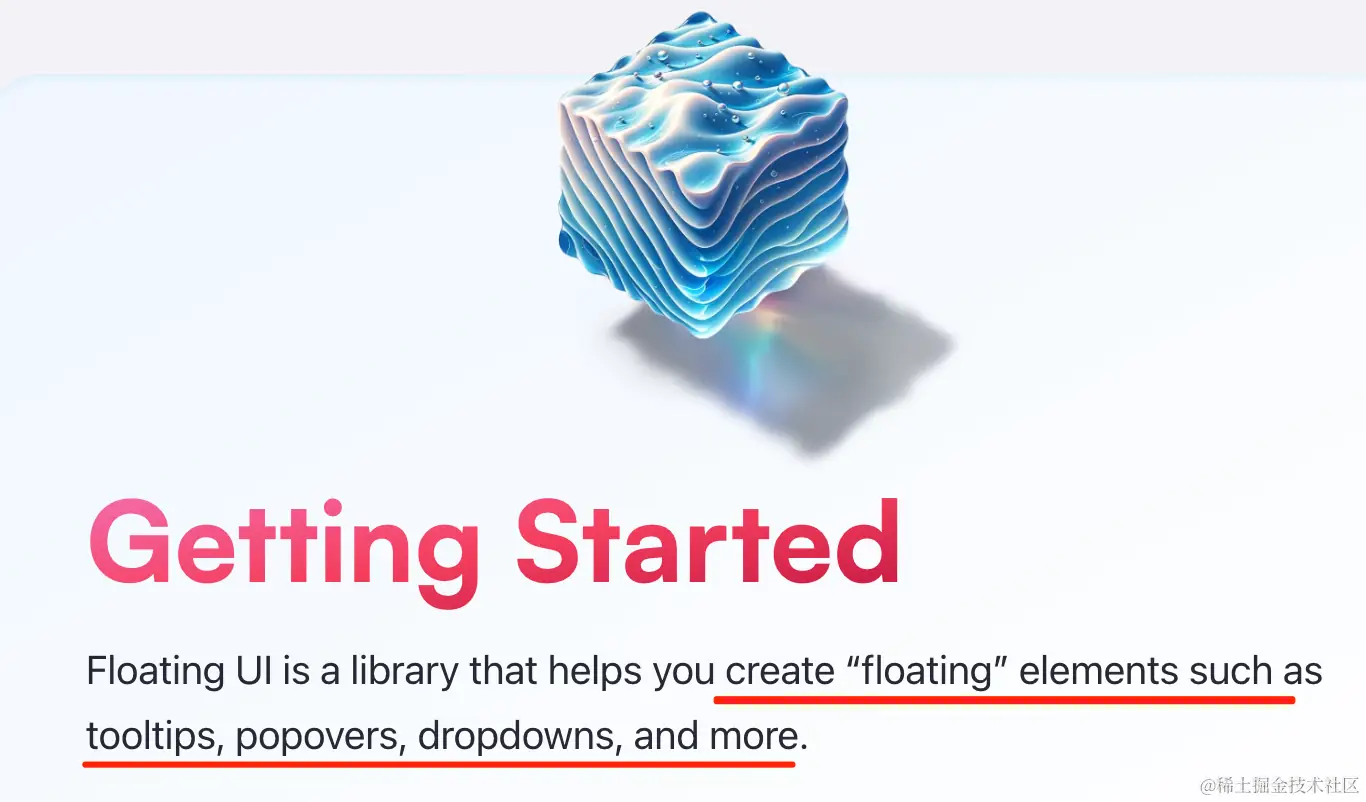 Getting Started
Floating UI is a library that helps you create “floating” elements such as
tooltips, popovers, dropdowns, and more.
@稀土掘金技术社区